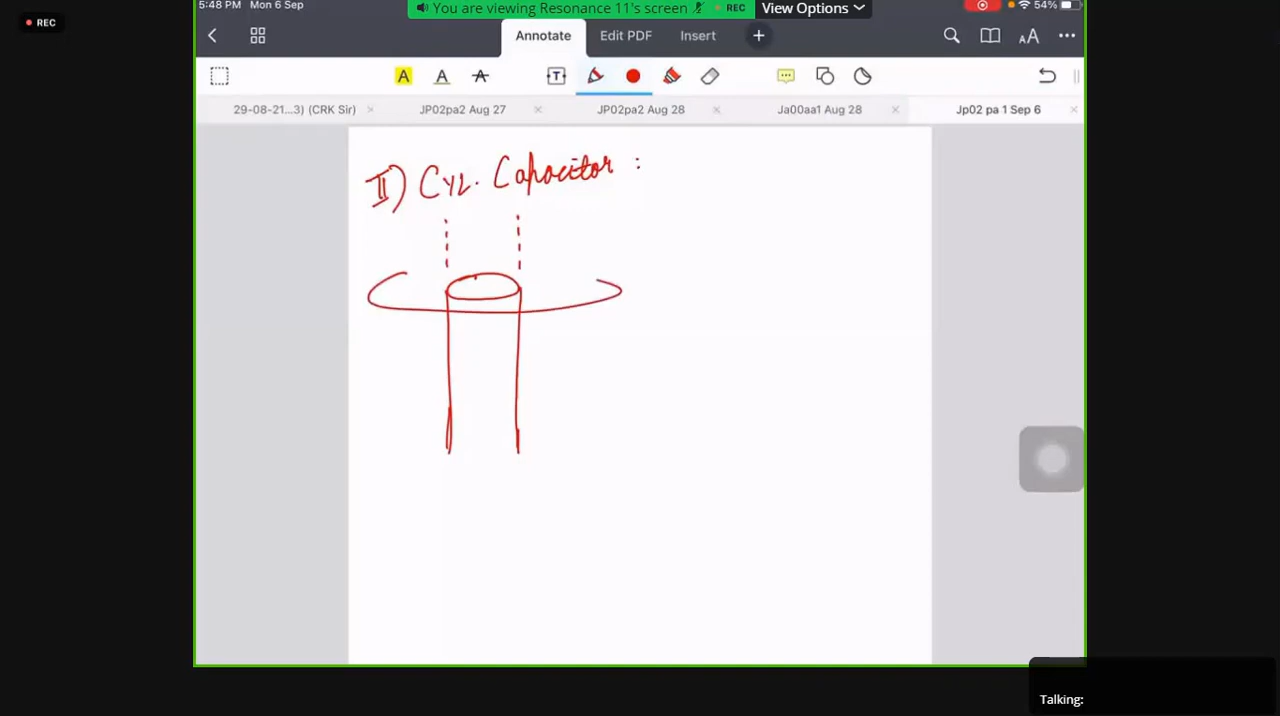 5:48 PM Mon 6 Sep
REC
You are viewing Resonance 11's screen
REC
View Options
54%
Annotate
Edit PDF
Insert
+
AA
A
A
A
T
29-08-21...3) (CRK Sir) ×
JP02pa2 Aug 27 ×
JP02pa2 Aug 28 ×
Ja00aa1 Aug 28 ×
Jp02 pa 1 Sep 6 ×
II) Cyl. Capacitor :
Talking: